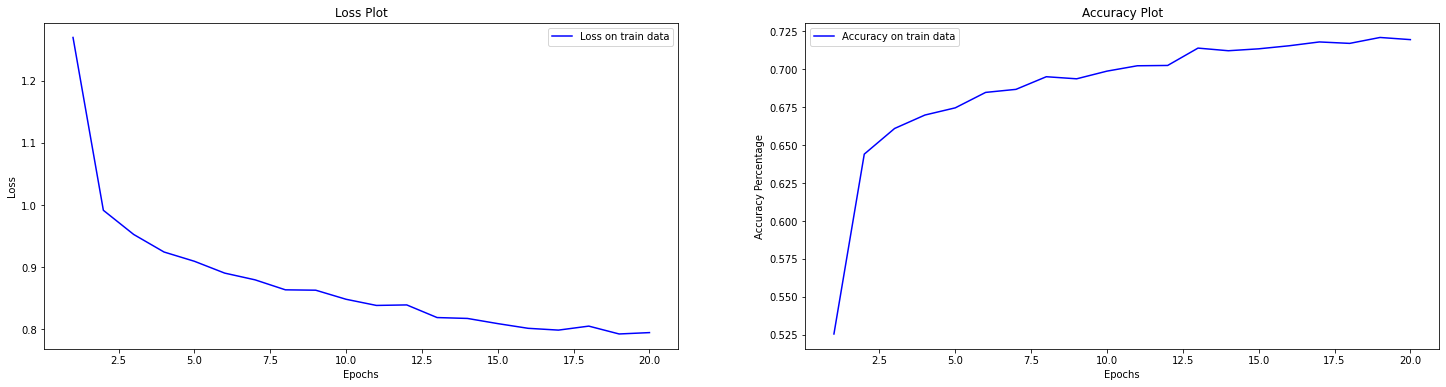 Loss Plot
Loss on train data
1.2
1.1
1.0
0.9
0.8
Loss
2.5 5.0 7.5 10.0 12.5 15.0 17.5 20.0
Epochs
Accuracy Plot
Accuracy on train data
0.725
0.700
0.675
0.650
0.625
0.600
0.575
0.550
0.525
Accuracy Percentage
2.5 5.0 7.5 10.0 12.5 15.0 17.5 20.0
Epochs